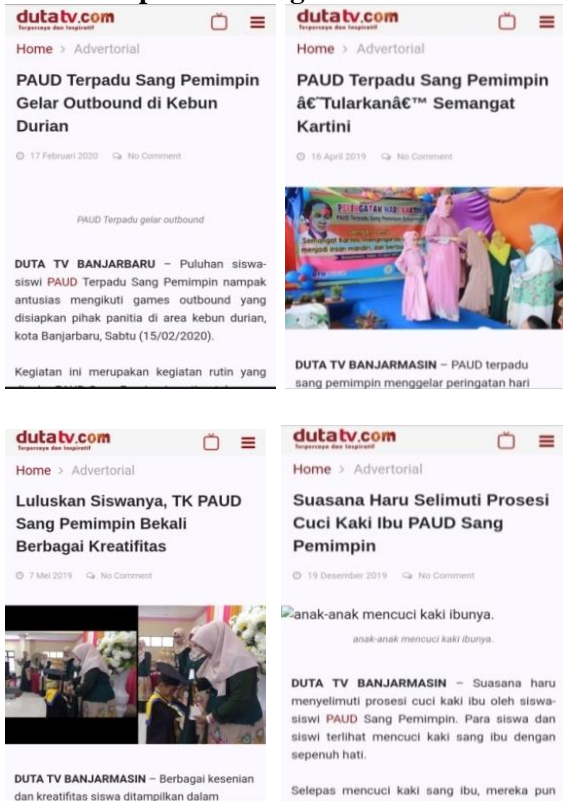 dutatv.com
Terpercaya dan Inspiratif
Home > Advertorial
PAUD Terpadu Sang Pemimpin
Gelar Outbound di Kebun
Durian
17 Februari 2020 No Comment
PAUD Terpadu gelar outbound
DUTA TV BANJARBARU – Puluhan siswa-
siswi PAUD Terpadu Sang Pemimpin nampak
antusias mengikuti games outbound yang
disiapkan pihak panitia di area kebun durian,
kota Banjarbaru, Sabtu (15/02/2020).
Kegiatan ini merupakan kegiatan rutin yang
dutatv.com
Terpercaya dan Inspiratif
Home > Advertorial
PAUD Terpadu Sang Pemimpin
â€˜Tularkanâ€™ Semangat
Kartini
16 April 2019 No Comment
PERINGATAN HARI KARTINI
PAUD Terpadu Sang Pemimpin
DUTA TV BANJARMASIN – PAUD terpadu
sang pemimpin menggelar peringatan hari
dutatv.com
Terpercaya dan Inspiratif
Home > Advertorial
Luluskan Siswanya, TK PAUD
Sang Pemimpin Bekali
Berbagai Kreatifitas
7 Mei 2019 No Comment
DUTA TV BANJARMASIN – Berbagai kesenian
dan kreatifitas siswa ditampilkan dalam
dutatv.com
Terpercaya dan Inspiratif
Home > Advertorial
Suasana Haru Selimuti Prosesi
Cuci Kaki Ibu PAUD Sang
Pemimpin
19 Desember 2019 No Comment
anak-anak mencuci kaki ibunya.
anak-anak mencuci kaki ibunya.
DUTA TV BANJARMASIN – Suasana haru
menyelimuti prosesi cuci kaki ibu oleh siswa-
siswi PAUD Sang Pemimpin. Para siswa dan
siswi terlihat mencuci kaki sang ibu dengan
sepenuh hati.
Selepas mencuci kaki sang ibu, mereka pun